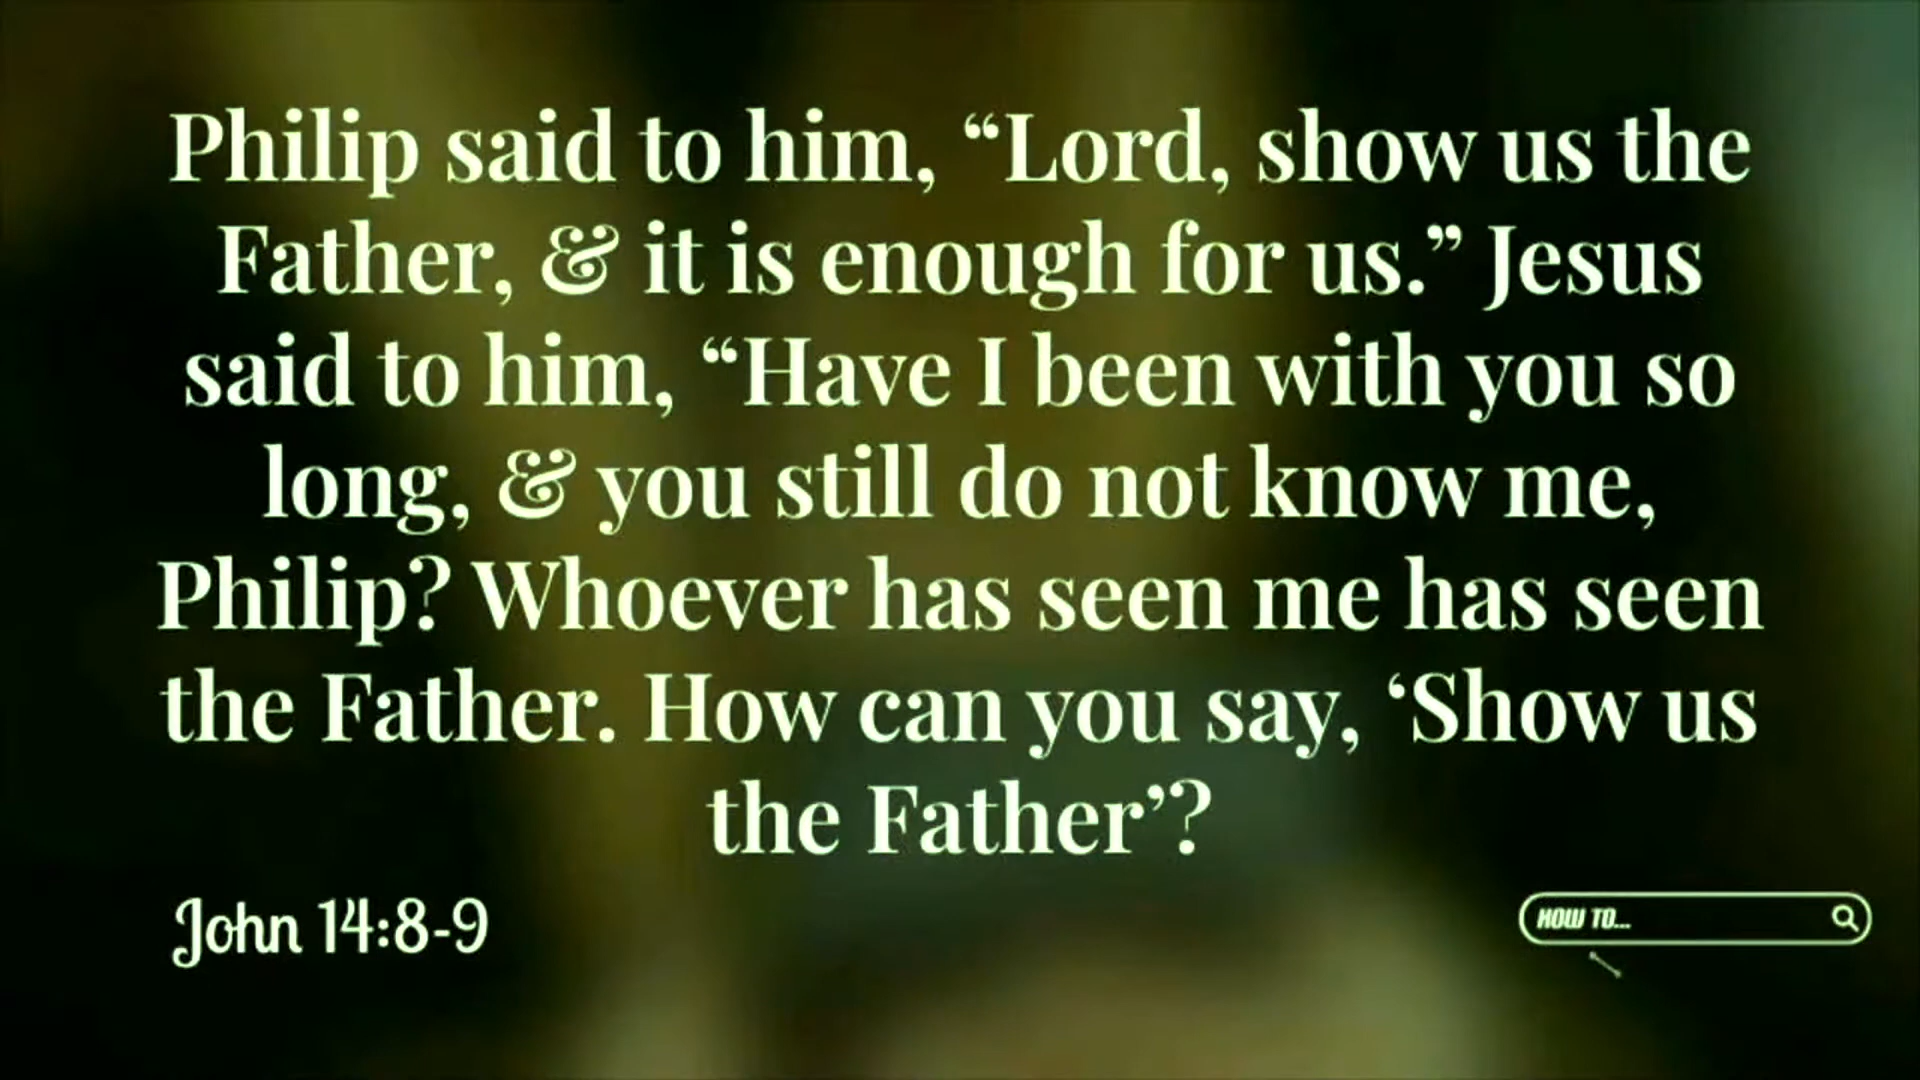 Philip said to him, “Lord, show us the
Father, & it is enough for us.” Jesus
said to him, “Have I been with you so
long, & you still do not know me,
Philip? Whoever has seen me has seen
the Father. How can you say, ‘Show us
the Father’?
John 14:8-9
HOW TO...